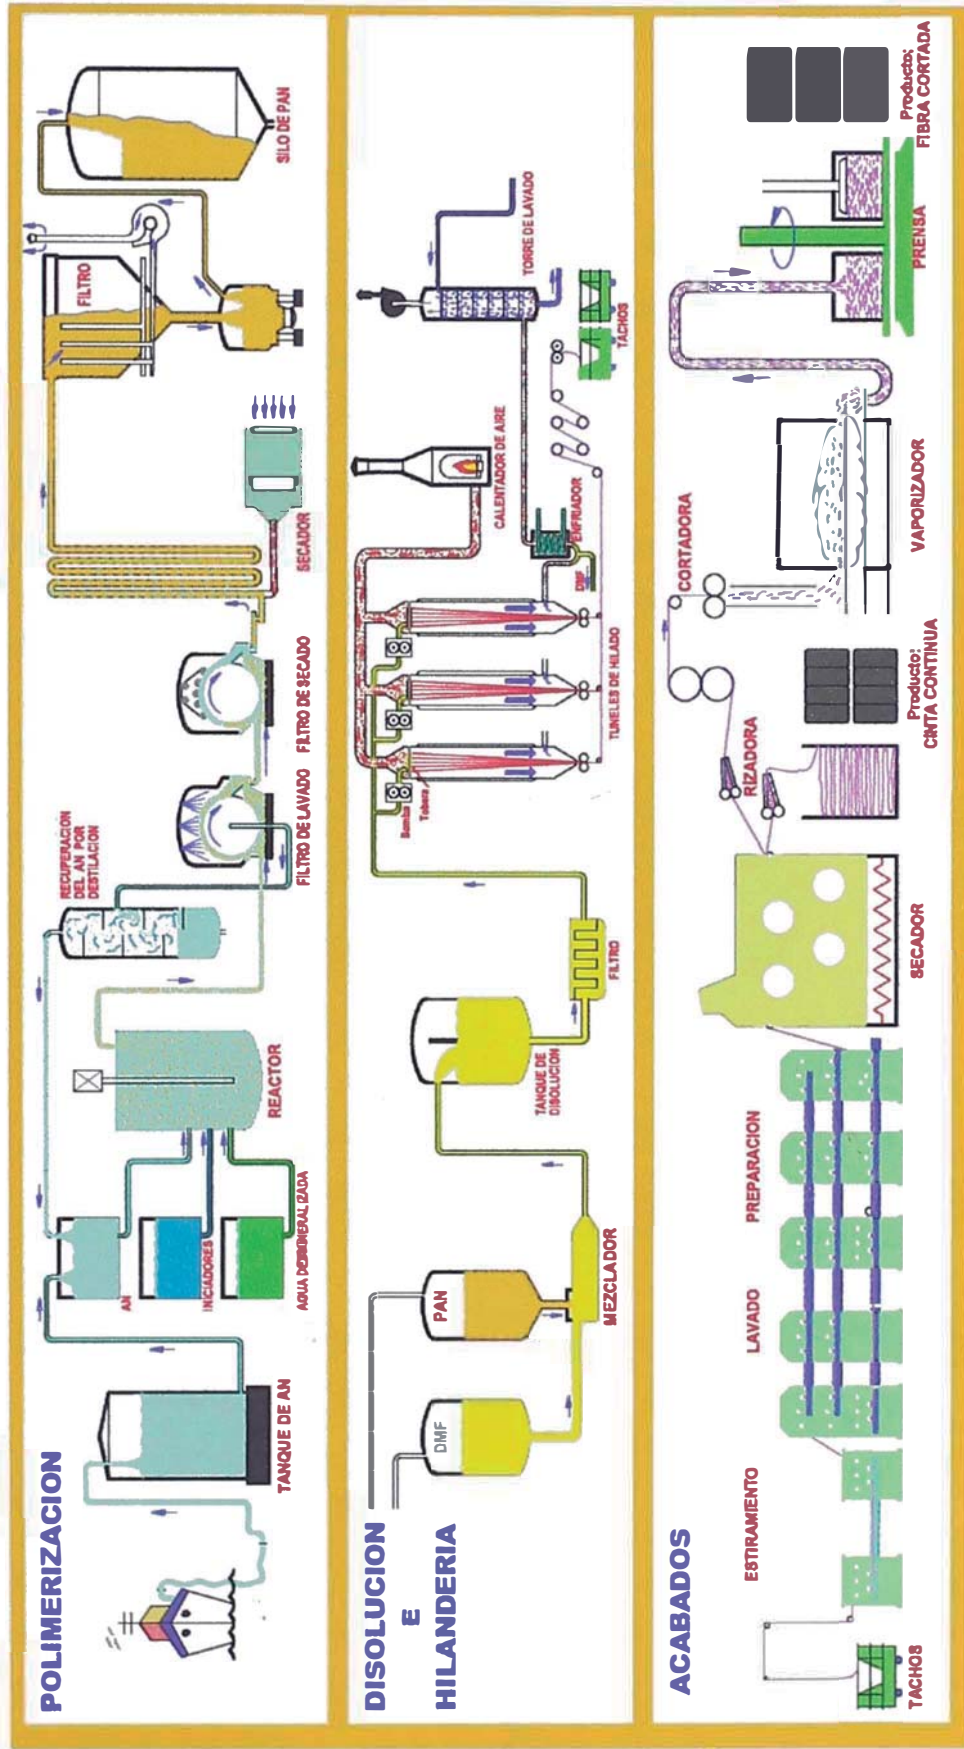 POLIMERIZACION
TANQUE DE AN
AN
INICIADORES
REACTOR
RECUPERACION
DEL AN POR
DESTILACION
FILTRO DE LAVADO
FILTRO DE SECADO
SECADOR
FILTRO
SILO DE PAN
DISOLUCION
E
HILANDERIA
DMF
PAN
MEZCLADOR
TANQUE DE
DISOLUCION
FILTRO
Bomba
Tobera
TUNELES DE HILADO
CALENTADOR DE AIRE
DMF
ENFRIADOR
TORRE DE LAVADO
TACHOS
ACABADOS
TACHOS
ESTIRAMIENTO
LAVADO
PREPARACION
SECADOR
RIZADORA
Producto:
CINTA CONTINUA
CORTADORA
VAPORIZADOR
PRENSA
Producto:
FIBRA CORTADA